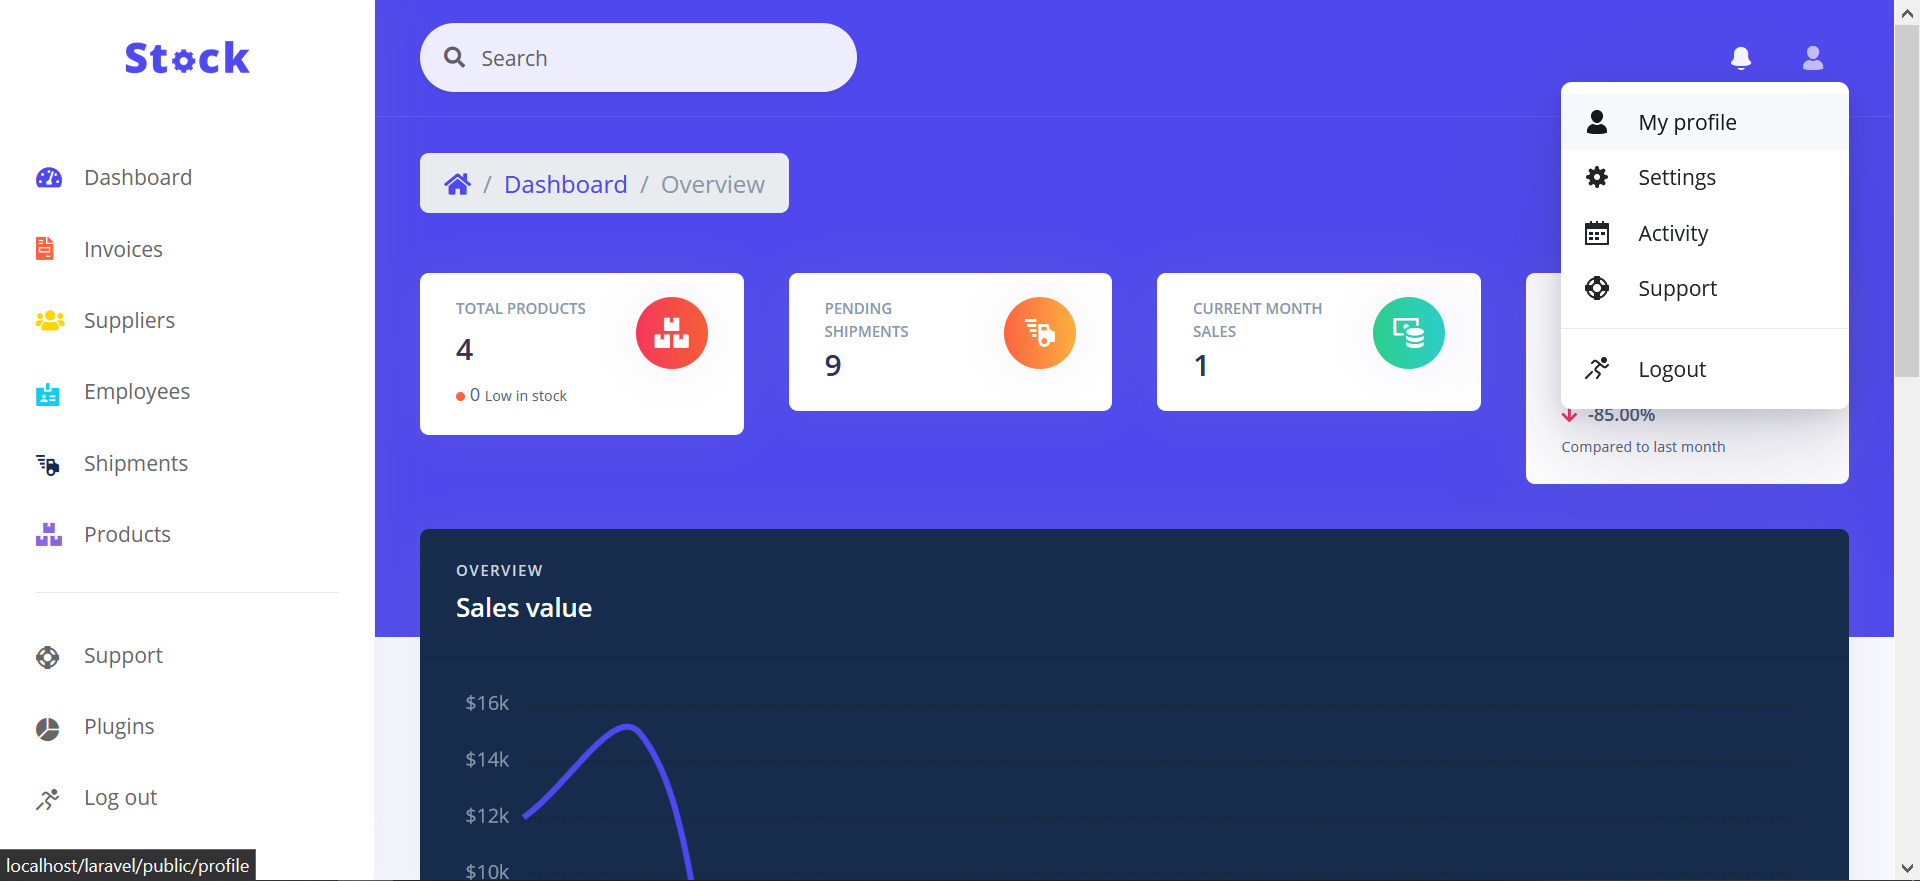 Stock
Search
Dashboard
Invoices
Suppliers
Employees
Shipments
Products
Support
Plugins
Log out
/ Dashboard / Overview
My profile
Settings
Activity
Support
Logout
TOTAL PRODUCTS
4
0 Low in stock
PENDING
SHIPMENTS
9
CURRENT MONTH
SALES
1
-85.00%
Compared to last month
OVERVIEW
Sales value
$16k
$14k
$12k
$10k
localhost/laravel/public/profile